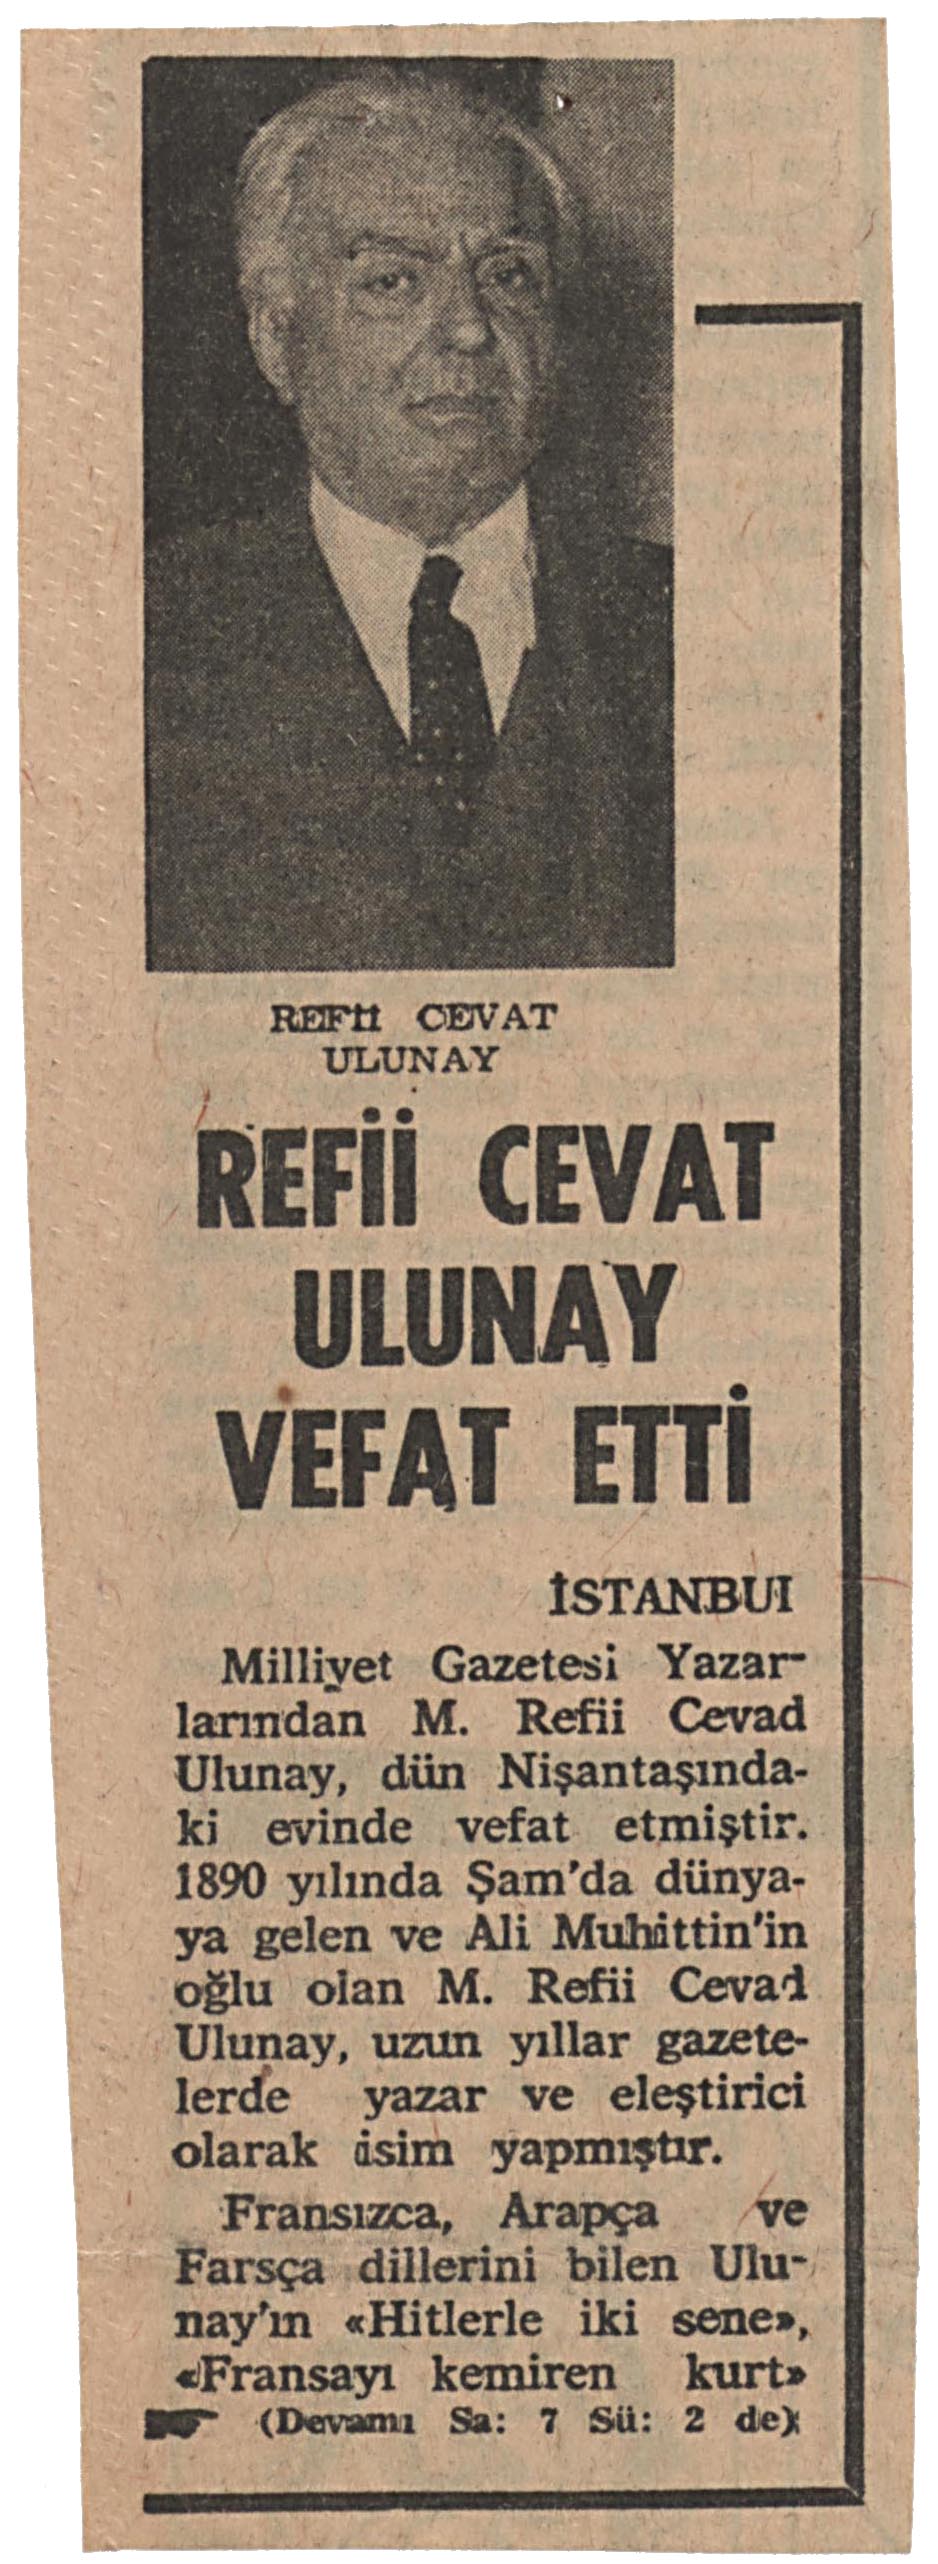 REFİİ CEVAT
ULUNAY
REFİİ CEVAT
ULUNAY
VEFAT ETTİ
İSTANBUL
Milliyet Gazetesi Yazar-
larından M. Refii Cevad
Ulunay, dün Nişantaşında-
ki evinde vefat etmiştir.
1890 yılında Şam'da dünya-
ya gelen ve Ali Muhittin'in
oğlu olan M. Refii Cevad
Ulunay, uzun yıllar gazete-
lerde yazar ve eleştirici
olarak isim yapmıştır.
Fransızca, Arapça ve
Farsça dillerini bilen Ulu-
nay'ın «Hitlerle iki sene»,
«Fransayı kemiren kurt»
(Devamı Sa: 7 Sü: 2 de)